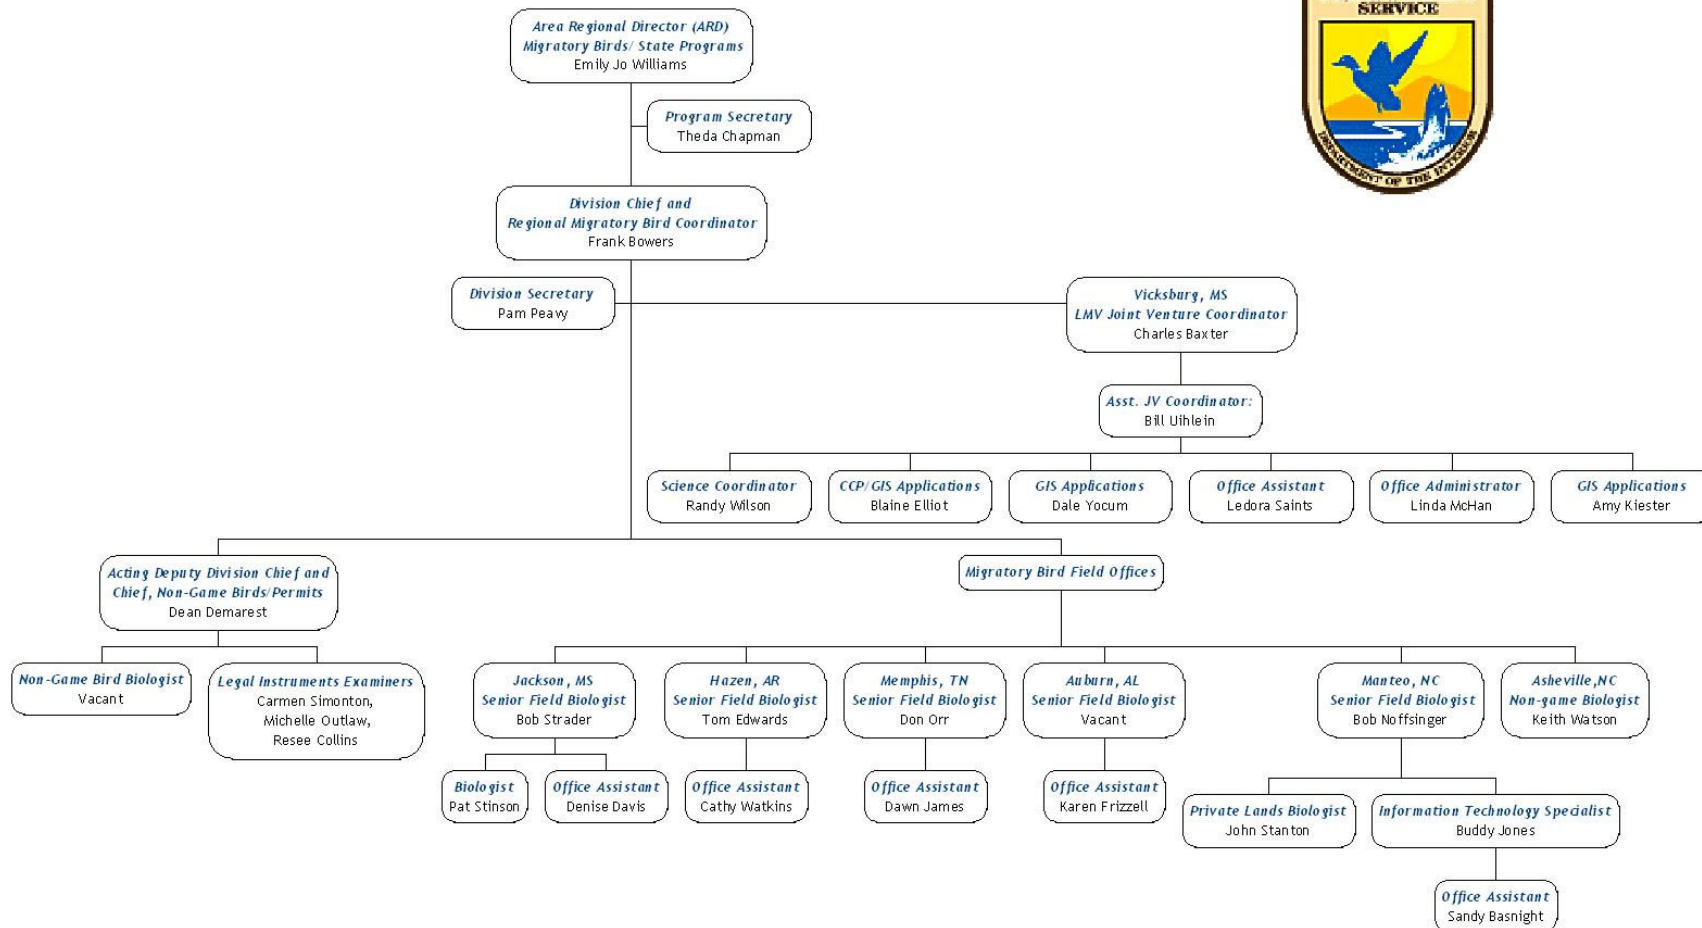 SERVICE
DEPARTMENT OF THE INTERIOR
Area Regional Director (ARD)
Migratory Birds/ State Programs
Emily Jo Williams
Program Secretary
Theda Chapman
Division Chief and
Regional Migratory Bird Coordinator
Frank Bowers
Division Secretary
Pam Peavy
Vicksburg, MS
LMV Joint Venture Coordinator
Charles Baxter
Asst. JV Coordinator:
Bill Uihlein
Science Coordinator
Randy Wilson
CCP/GIS Applications
Blaine Elliot
GIS Applications
Dale Yocum
Office Assistant
Ledora Saints
Office Administrator
Linda McHan
GIS Applications
Amy Kiester
Acting Deputy Division Chief and
Chief, Non-Game Birds/Permits
Dean Demarest
Migratory Bird Field Offices
Non-Game Bird Biologist
Vacant
Legal Instruments Examiners
Carmen Simonton,
Michelle Outlaw,
Resee Collins
Jackson, MS
Senior Field Biologist
Bob Strader
Hazen, AR
Senior Field Biologist
Tom Edwards
Memphis, TN
Senior Field Biologist
Don Orr
Auburn, AL
Senior Field Biologist
Vacant
Manteo, NC
Senior Field Biologist
Bob Noffsinger
Asheville,NC
Non-game Biologist
Keith Watson
Biologist
Pat Stinson
Office Assistant
Denise Davis
Office Assistant
Cathy Watkins
Office Assistant
Dawn James
Office Assistant
Karen Frizzell
Private Lands Biologist
John Stanton
Information Technology Specialist
Buddy Jones
Office Assistant
Sandy Basnight